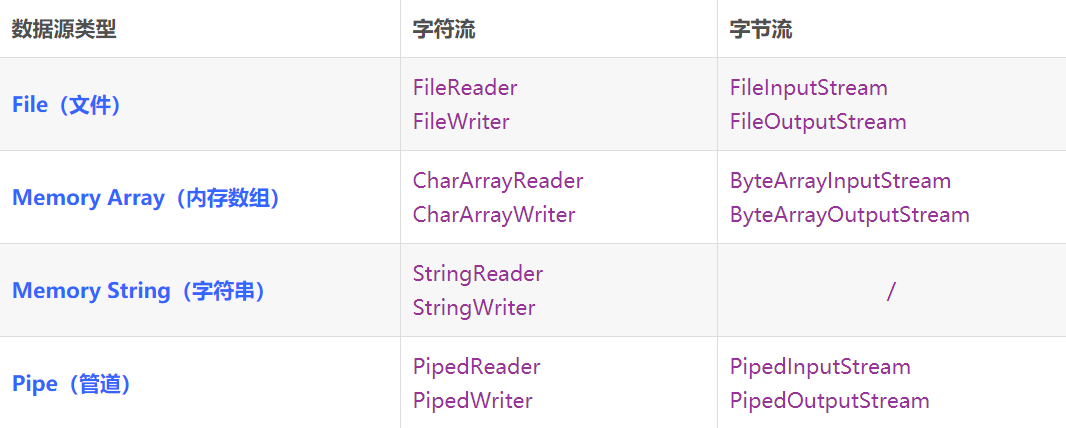 数据源类型 字符流 字节流
File（文件） FileReader FileInputStream
FileWriter FileOutputStream
Memory Array（内存数组） CharArrayReader ByteArrayInputStream
CharArrayWriter ByteArrayOutputStream
Memory String（字符串） StringReader /
StringWriter
Pipe（管道） PipedReader PipedInputStream
PipedWriter PipedOutputStream